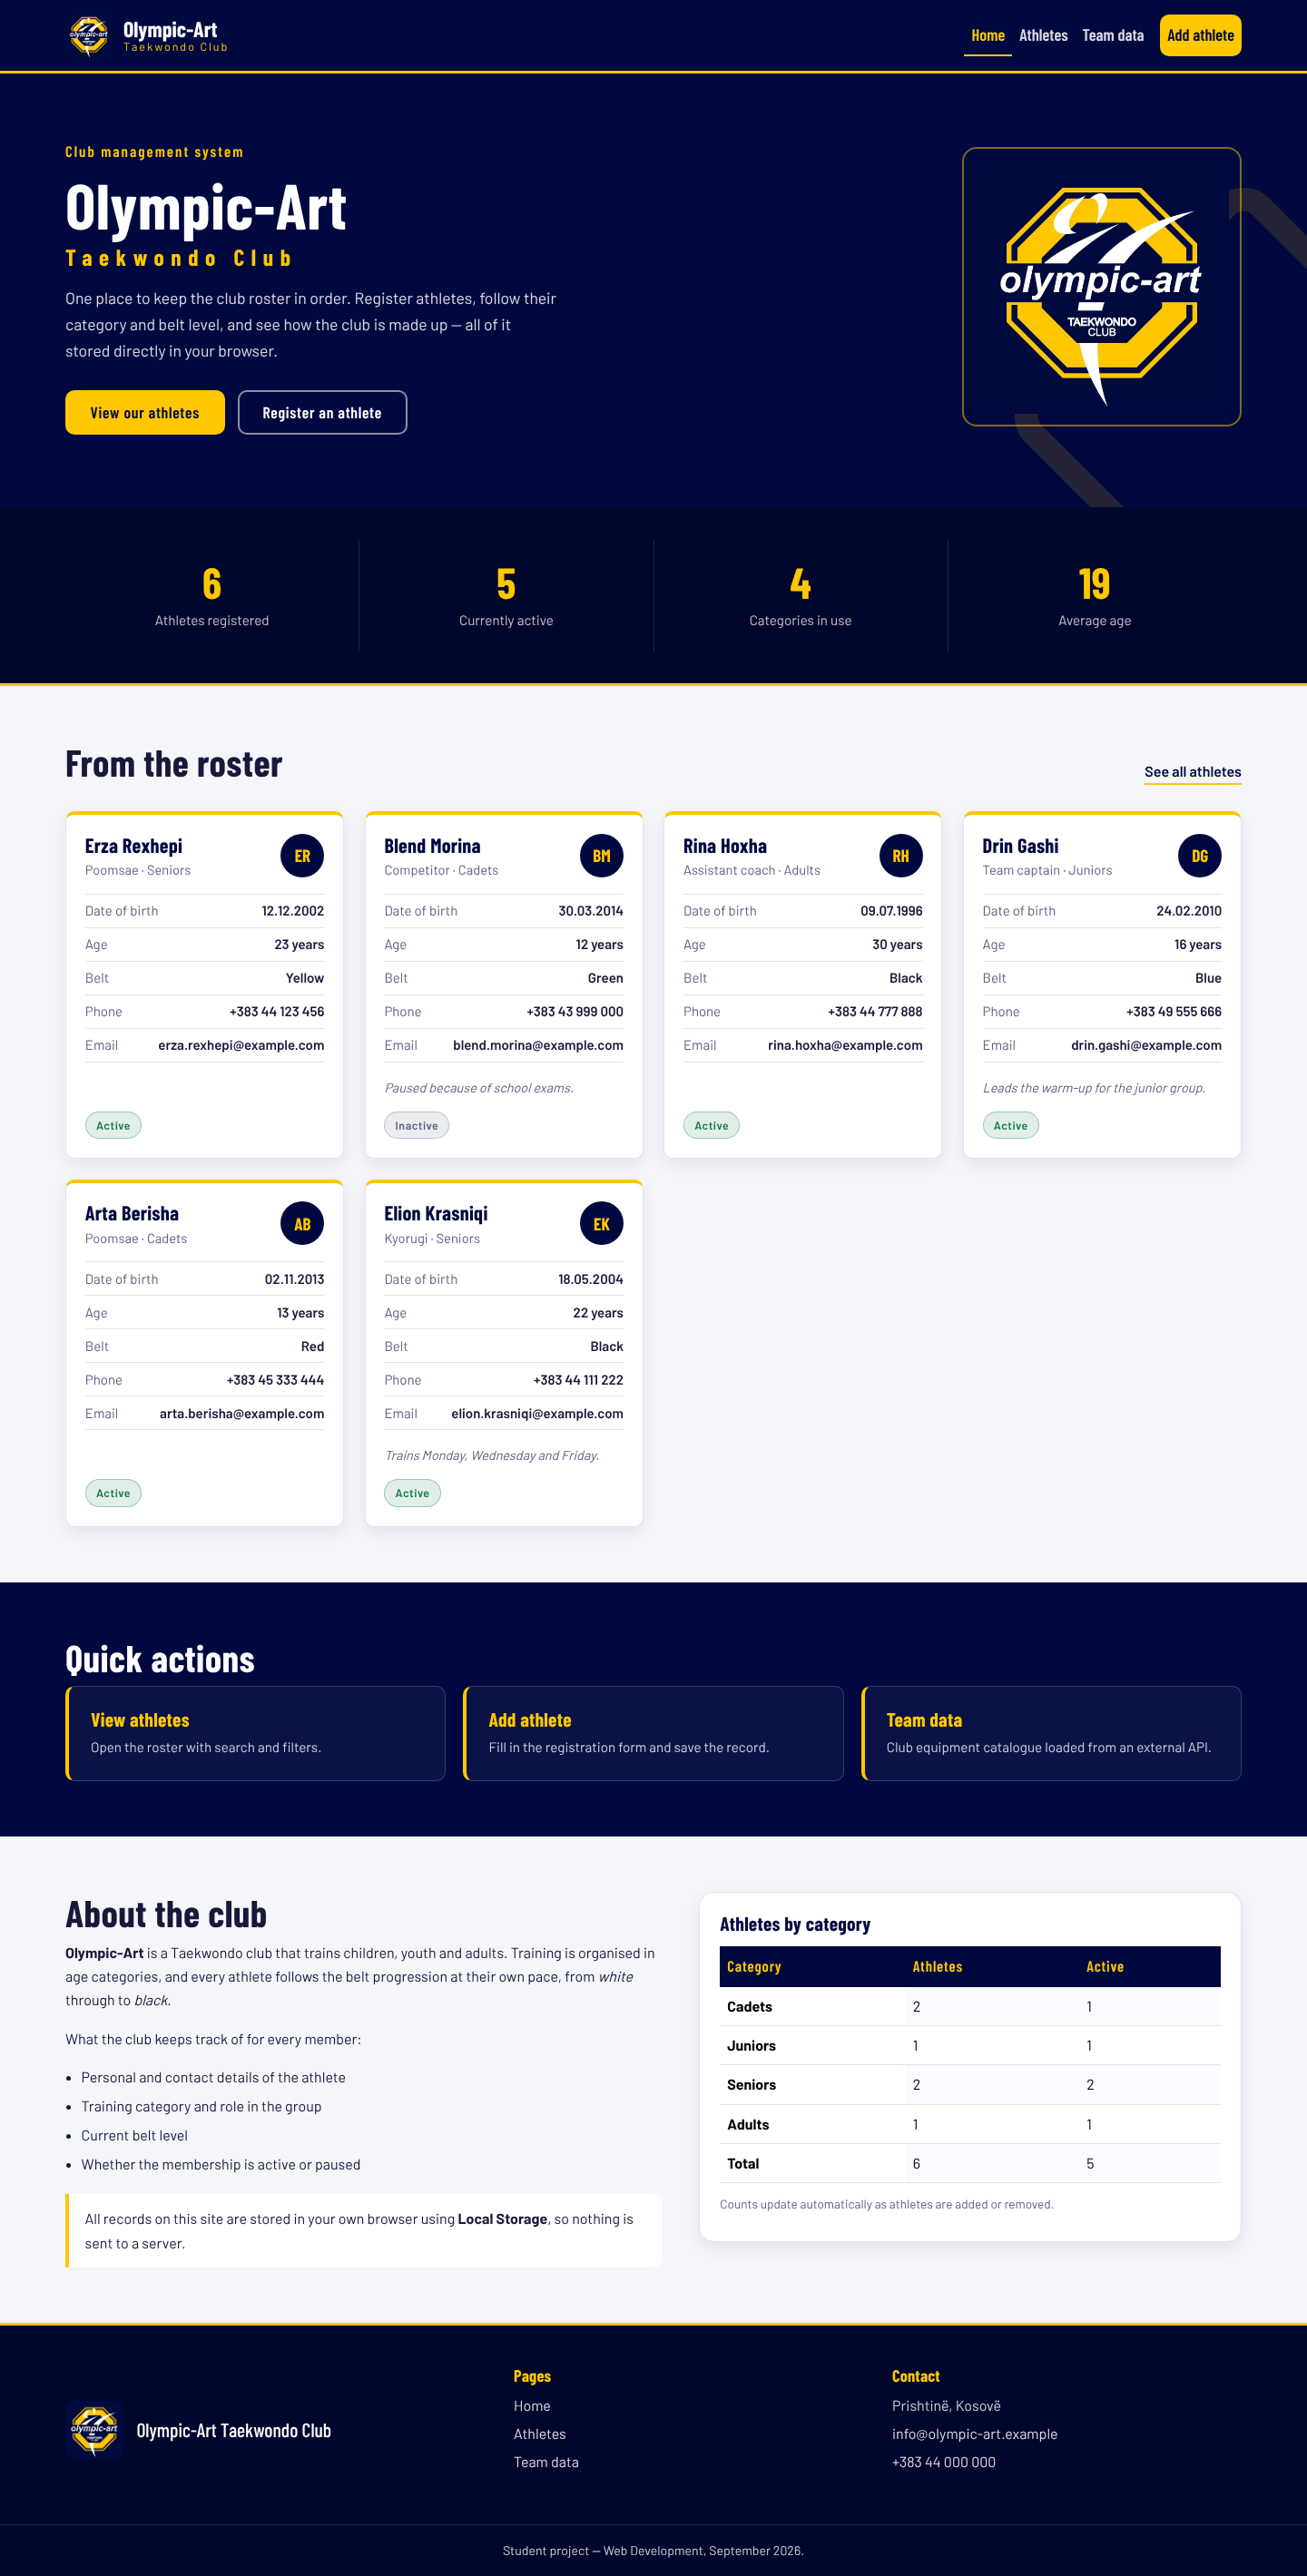 olympic-art
Olympic-Art
Taekwondo Club
Home
Athletes
Team data
Add athlete
Club management system
Olympic-Art
Taekwondo Club
One place to keep the club roster in order. Register athletes, follow their
category and belt level, and see how the club is made up — all of it
stored directly in your browser.
View our athletes
Register an athlete
olympic-art
TAEKWONDO
CLUB
6
Athletes registered
5
Currently active
4
Categories in use
19
Average age
From the roster
See all athletes
Erza Rexhepi
Poomsae · Seniors
ER
Date of birth 12.12.2002
Age 23 years
Belt Yellow
Phone +383 44 123 456
Email erza.rexhepi@example.com
Active
Blend Morina
Competitor · Cadets
BM
Date of birth 30.03.2014
Age 12 years
Belt Green
Phone +383 43 999 000
Email blend.morina@example.com
Paused because of school exams.
Inactive
Rina Hoxha
Assistant coach · Adults
RH
Date of birth 09.07.1996
Age 30 years
Belt Black
Phone +383 44 777 888
Email rina.hoxha@example.com
Active
Drin Gashi
Team captain · Juniors
DG
Date of birth 24.02.2010
Age 16 years
Belt Blue
Phone +383 49 555 666
Email drin.gashi@example.com
Leads the warm-up for the junior group.
Active
Arta Berisha
Poomsae · Cadets
AB
Date of birth 02.11.2013
Age 13 years
Belt Red
Phone +383 45 333 444
Email arta.berisha@example.com
Active
Elion Krasniqi
Kyorugi · Seniors
EK
Date of birth 18.05.2004
Age 22 years
Belt Black
Phone +383 44 111 222
Email elion.krasniqi@example.com
Trains Monday, Wednesday and Friday.
Active
Quick actions
View athletes
Open the roster with search and filters.
Add athlete
Fill in the registration form and save the record.
Team data
Club equipment catalogue loaded from an external API.
About the club
Olympic-Art is a Taekwondo club that trains children, youth and adults. Training is organised in
age categories, and every athlete follows the belt progression at their own pace, from white
through to black.
What the club keeps track of for every member:
• Personal and contact details of the athlete
• Training category and role in the group
• Current belt level
• Whether the membership is active or paused
All records on this site are stored in your own browser using Local Storage, so nothing is
sent to a server.
Athletes by category
Category Athletes Active
Cadets 2 1
Juniors 1 1
Seniors 2 2
Adults 1 1
Total 6 5
Counts update automatically as athletes are added or removed.
olympic-art
Olympic-Art Taekwondo Club
Pages
Home
Athletes
Team data
Contact
Prishtinë, Kosovë
info@olympic-art.example
+383 44 000 000
Student project — Web Development, September 2026.